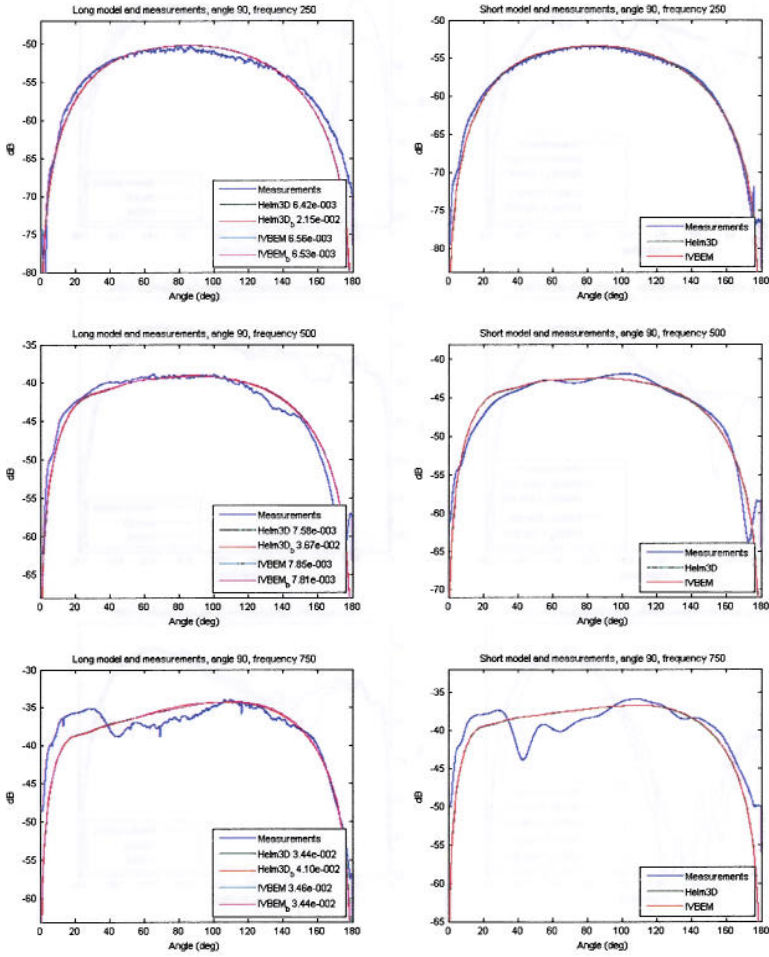 Long model and measurements, angle 90, frequency 250
-50
-55
-60
-65
-70
-75
-80
dB
Measurements
Helm3D 6.42e-003
Helm3D_b 2.15e-002
IVBEM 6.56e-003
IVBEM_b 6.53e-003
0 20 40 60 80 100 120 140 160 180
Angle (deg)
Short model and measurements, angle 90, frequency 250
-50
-55
-60
-65
-70
-75
-80
dB
Measurements
Helm3D
IVBEM
0 20 40 60 80 100 120 140 160 180
Angle (deg)
Long model and measurements, angle 90, frequency 500
-35
-40
-45
-50
-55
-60
-65
dB
Measurements
Helm3D 7.58e-003
Helm3D_b 3.67e-002
IVBEM 7.85e-003
IVBEM_b 7.81e-003
0 20 40 60 80 100 120 140 160 180
Angle (deg)
Short model and measurements, angle 90, frequency 500
-40
-45
-50
-55
-60
-65
-70
dB
Measurements
Helm3D
IVBEM
0 20 40 60 80 100 120 140 160 180
Angle (deg)
Long model and measurements, angle 90, frequency 750
-30
-35
-40
-45
-50
-55
-60
dB
Measurements
Helm3D 3.44e-002
Helm3D_b 4.10e-002
IVBEM 3.46e-002
IVBEM_b 3.44e-002
0 20 40 60 80 100 120 140 160 180
Angle (deg)
Short model and measurements, angle 90, frequency 750
-35
-40
-45
-50
-55
-60
-65
dB
Measurements
Helm3D
IVBEM
0 20 40 60 80 100 120 140 160 180
Angle (deg)